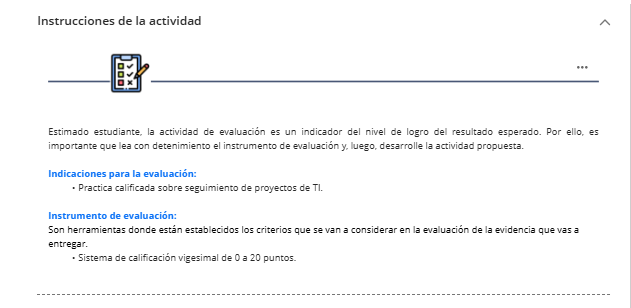 Instrucciones de la actividad
Estimado estudiante, la actividad de evaluación es un indicador del nivel de logro del resultado esperado. Por ello, es
importante que lea con detenimiento el instrumento de evaluación y, luego, desarrolle la actividad propuesta.
Indicaciones para la evaluación:
• Practica calificada sobre seguimiento de proyectos de TI.
Instrumento de evaluación:
Son herramientas donde están establecidos los criterios que se van a considerar en la evaluación de la evidencia que vas a
entregar.
• Sistema de calificación vigesimal de 0 a 20 puntos.